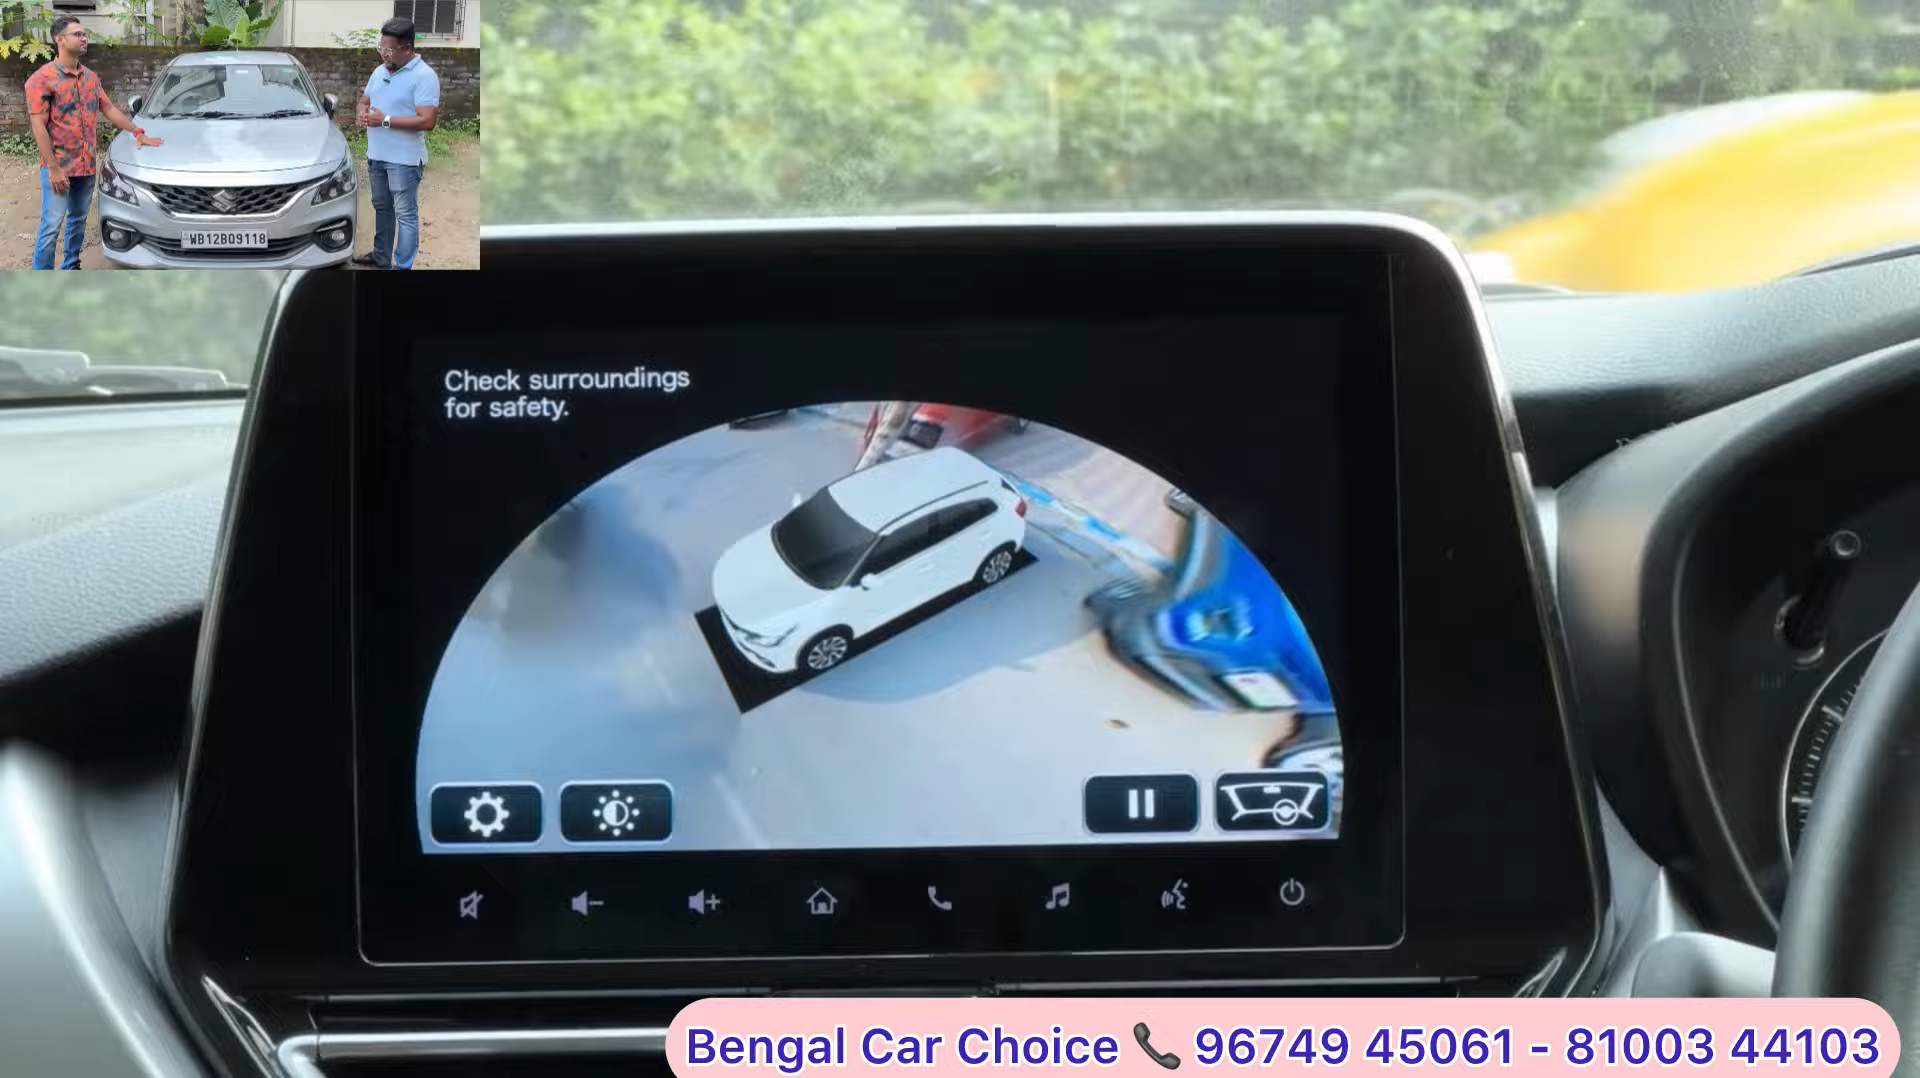 WB12BQ9118
Check surroundings
for safety.
Bengal Car Choice 📞 96749 45061 - 81003 44103